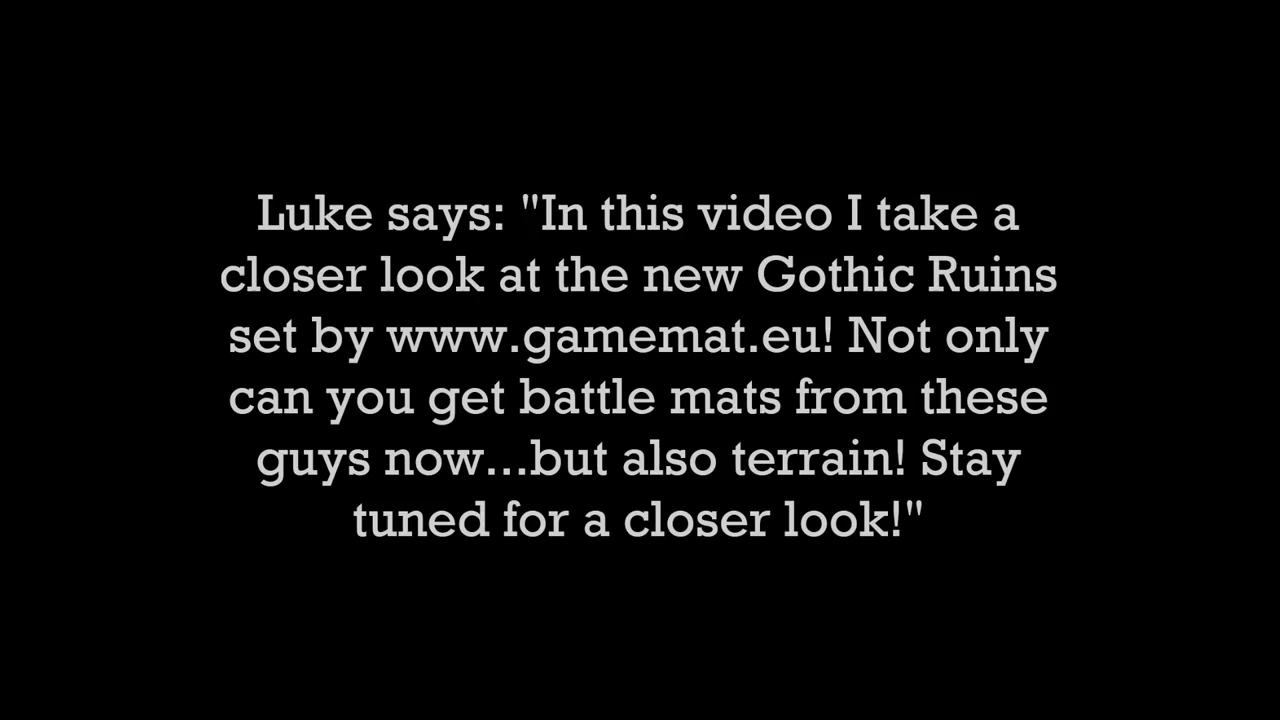 Luke says: "In this video I take a
closer look at the new Gothic Ruins
set by www.gamemat.eu! Not only
can you get battle mats from these
guys now...but also terrain! Stay
tuned for a closer look!"